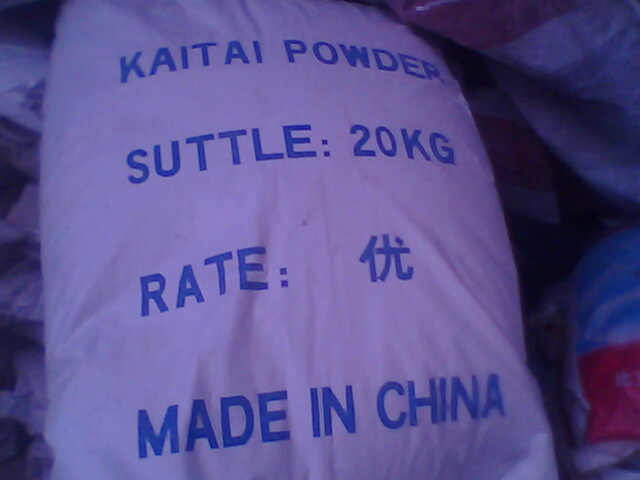 KAITAI POWDER
SUTTLE: 20KG
RATE: 优
MADE IN CHINA